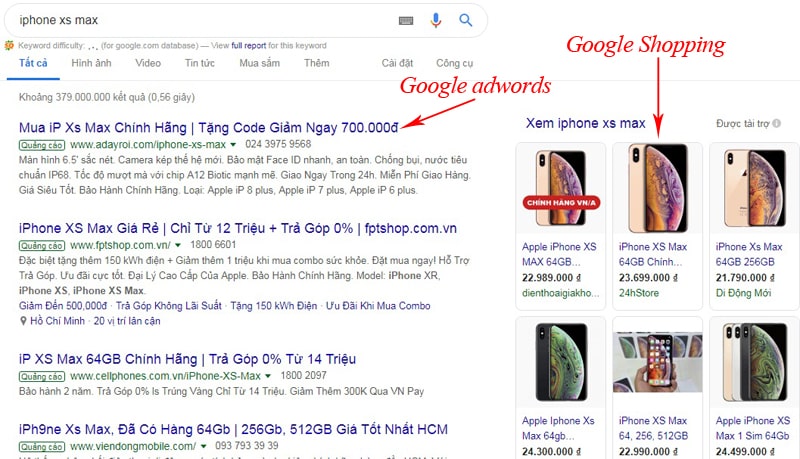 iphone xs max
Keyword difficulty: , . , (for google.com database) — View full report for this keyword
Tất cả Hình ảnh Video Tin tức Mua sắm Thêm Cài đặt Công cụ
Khoảng 379.000.000 kết quả (0,56 giây)
Google adwords
Google Shopping
Mua iP Xs Max Chính Hãng | Tặng Code Giảm Ngay 700.000đ
Quảng cáo www.adayroi.com/iphone-xs-max 024 3975 9568
Màn hình 6.5' sắc nét. Camera kép thế hệ mới. Bảo mật Face ID nhanh, an toàn. Chống bụi, nước tiêu
chuẩn IP68. Tốc độ mượt mà với chip A12 Biotic mạnh mẽ. Giao Ngay Trong 24h. Miễn Phí Giao Hàng.
Giá Siêu Tốt. Bảo Hành Chính Hãng. Loại: Apple iP 8 plus, Apple iP 7 plus, Apple iP 6 plus.
iPHONE XS Max Giá Rẻ | Chỉ Từ 12 Triệu + Trả Góp 0% | fptshop.com.vn
Quảng cáo www.fptshop.com.vn/ 1800 6601
Đặc biệt tặng thêm 150 kWh điện + Giảm thêm 1 triệu khi mua combo sức khỏe. Đặt mua ngay! Hỗ Trợ
Trả Góp. Ưu đãi cực tốt. Đại Lý Cao Cấp Của Apple. Bảo Hành Chính Hãng. Model: iPhone XR,
iPhone XS, iPhone XS Max.
Giảm Đến 500,000đ · Trả Góp Không Lãi Suất · Tặng 150 kWh Điện · Ưu Đãi Khi Mua Combo
Hồ Chí Minh · 20 vị trí lân cận
iP XS Max 64GB Chính Hãng | Trả Góp 0% Từ 14 Triệu
Quảng cáo www.cellphones.com.vn/iPhone-XS-Max 1800 2097
Bảo hành 2 năm. Trả Góp 0% Is Trúng Vàng Chỉ Từ 14 Triệu. Giảm Thêm 300K Qua VN Pay
iPh9ne Xs Max, Đã Có Hàng 64Gb | 256Gb, 512GB Giá Tốt Nhất HCM
Quảng cáo www.viendongmobile.com/ 093 793 39 39
Xem iphone xs max Được tài trợ
CHÍNH HÃNG VN/A
Apple iPhone XS
MAX 64GB...
22.989.000 ₫
dienthoaigiakho...
iPhone XS Max
64GB Chính...
23.699.000 ₫
24hStore
iPhone XS Max
64GB 256GB
21.790.000 ₫
Di Động Mới
Apple Iphone Xs
Max 64gb...
24.300.000 ₫
iPhone XS Max
64, 256, 512GB
22.990.000 ₫
Apple iPhone XS
Max 1 Sim 64Gb
24.499.000 ₫